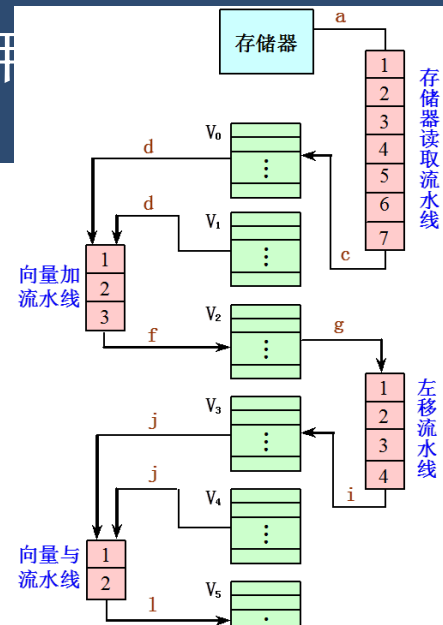 a
存储器
1
2
3
4
5
6
7
存储器读取流水线
c
V₀
⋮
d
V₁
⋮
d
1
2
3
向量加
流水线
f
V₂
⋮
g
1
2
3
4
左移流水线
i
V₃
⋮
j
V₄
⋮
j
1
2
向量与
流水线
l
V₅
⋮